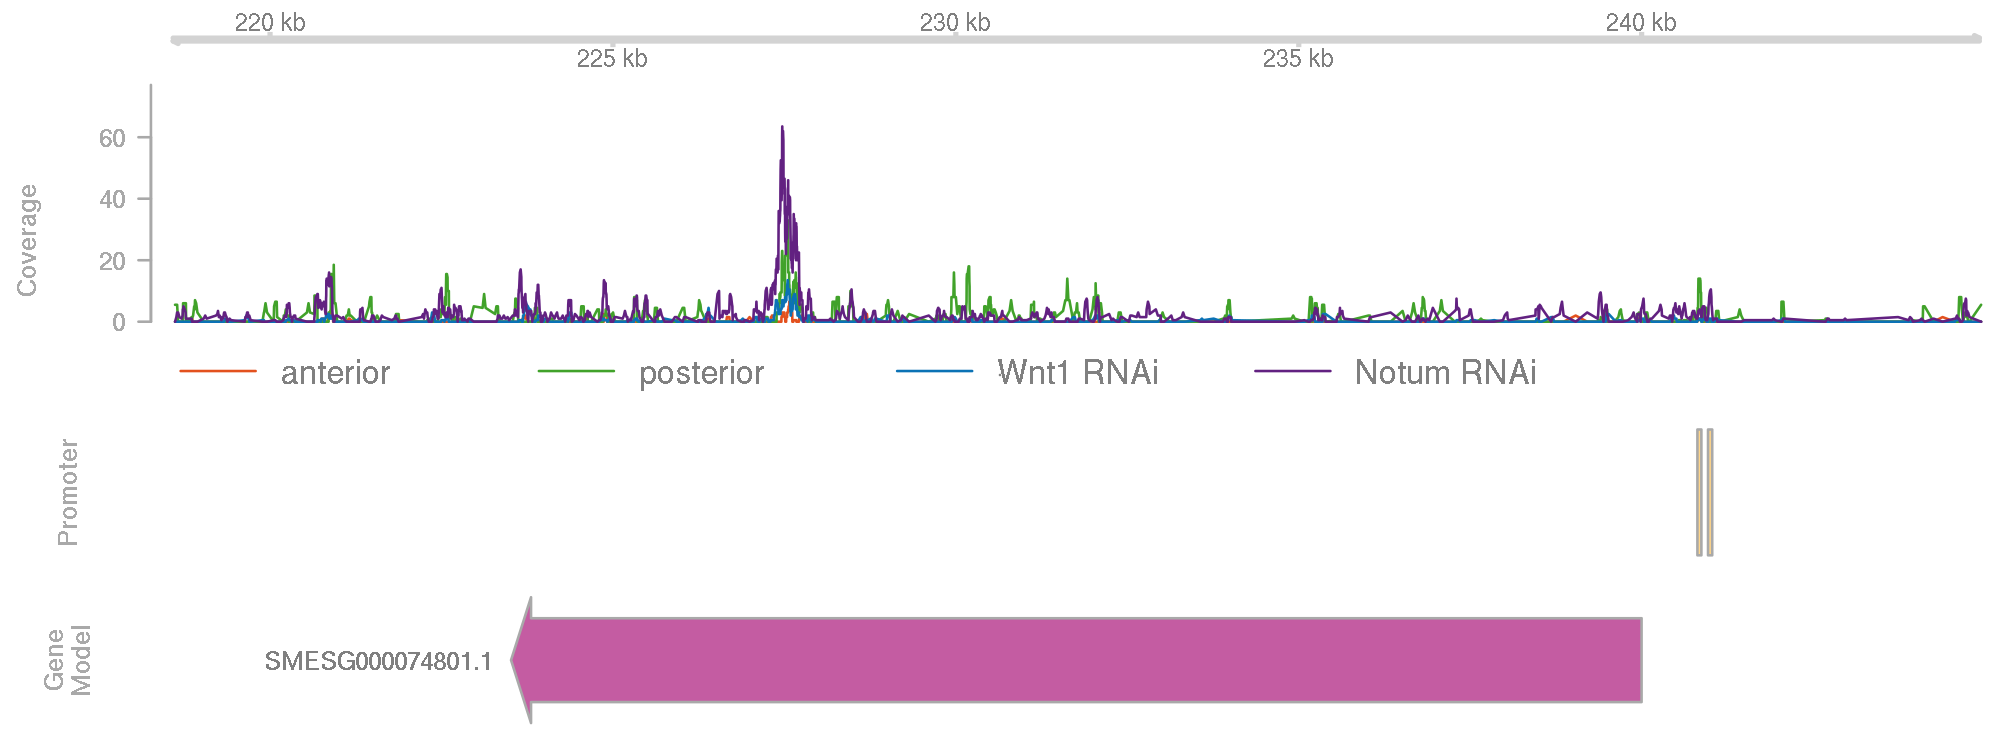 220 kb 230 kb 240 kb
225 kb 235 kb
Coverage
60
40
20
0
anterior posterior Wnt1 RNAi Notum RNAi
Promoter
Gene
Model
SMESG000074801.1